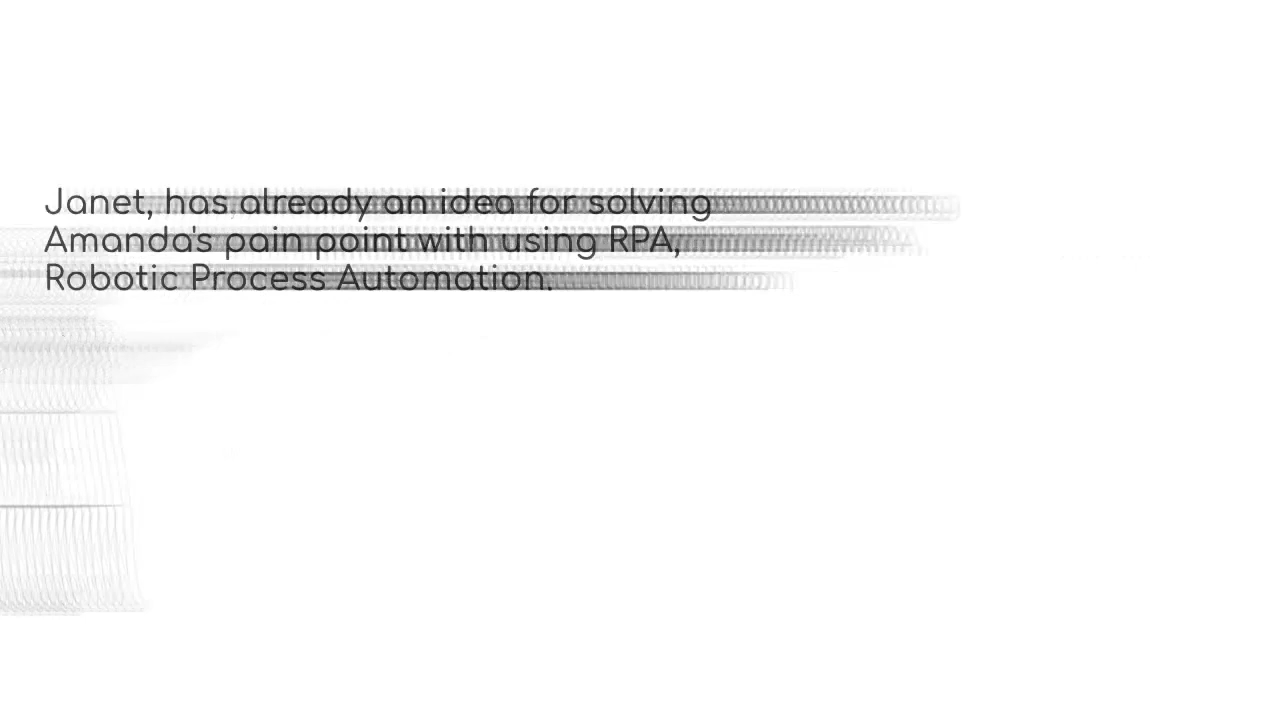 Janet, has already an idea for solving
Amanda's pain point with using RPA,
Robotic Process Automation.